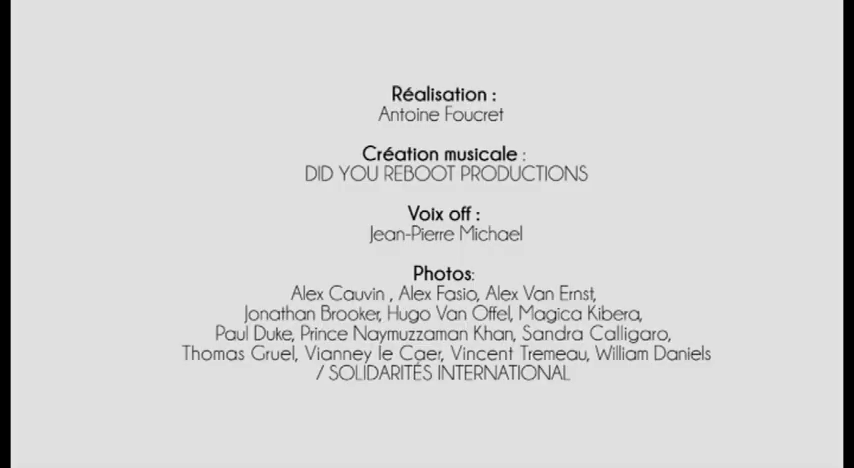 Réalisation :
Antoine Foucret
Création musicale :
DID YOU REBOOT PRODUCTIONS
Voix off :
Jean-Pierre Michael
Photos:
Alex Cauvin , Alex Fasio, Alex Van Ernst,
Jonathan Brooker, Hugo Van Offel, Magica Kibera,
Paul Duke, Prince Naymuzzaman Khan, Sandra Calligaro,
Thomas Gruel, Vianney le Caer, Vincent Tremeau, William Daniels
/ SOLIDARITÉS INTERNATIONAL